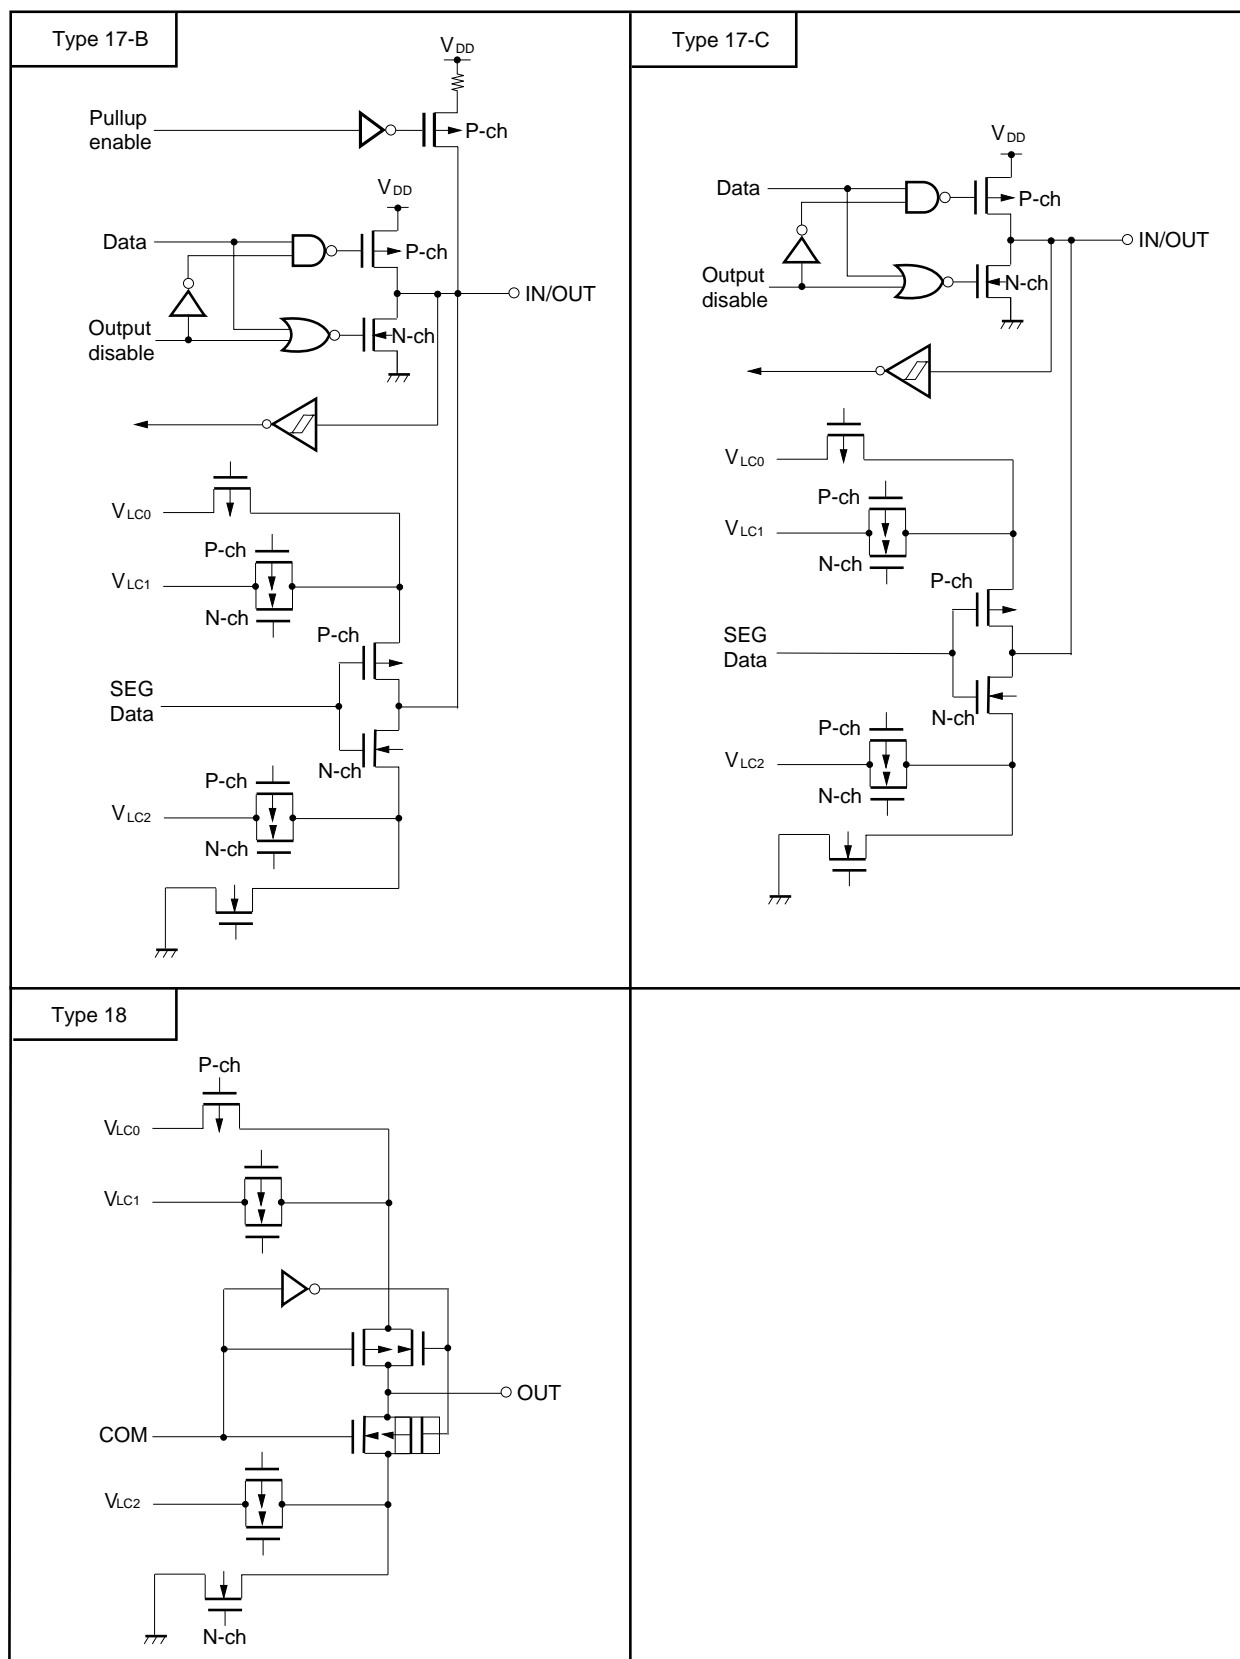 Type 17-B
VDD
Pullup
enable
P-ch
VDD
Data
P-ch
IN/OUT
Output
disable
N-ch
VLC0
P-ch
VLC1
N-ch
P-ch
SEG
Data
N-ch
P-ch
VLC2
N-ch
Type 17-C
VDD
Data
P-ch
IN/OUT
Output
disable
N-ch
VLC0
P-ch
VLC1
N-ch
P-ch
SEG
Data
N-ch
P-ch
VLC2
N-ch
Type 18
P-ch
VLC0
VLC1
OUT
COM
VLC2
N-ch